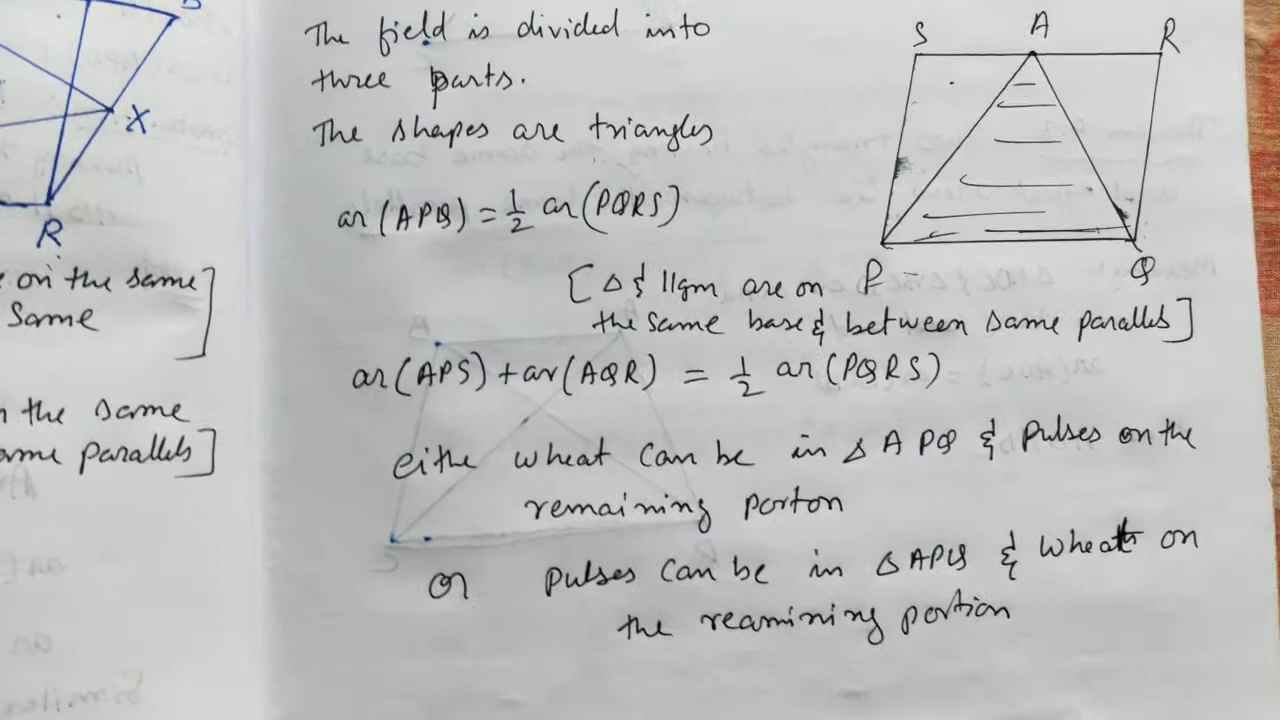 The field is divided into
three parts.
The shapes are triangles
ar (APQ) = 1/2 ar (PQRS)
[Δ & llgm are on
the same base & between same parallels]
ar (APS) + ar (AQR) = 1/2 ar (PQRS)
eithe wheat can be in Δ APQ & Pulses on the
remaining porton
or pulses can be in Δ APQ & wheat on
the reamining portion
S A R
P Q
X
R
on the same]
Same
the same
parallels]